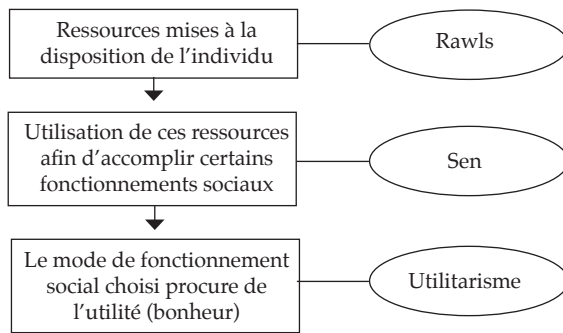 Ressources mises à la
disposition de l'individu
Rawls
Utilisation de ces ressources
afin d'accomplir certains
fonctionnements sociaux
Sen
Le mode de fonctionnement
social choisi procure de
l'utilité (bonheur)
Utilitarisme